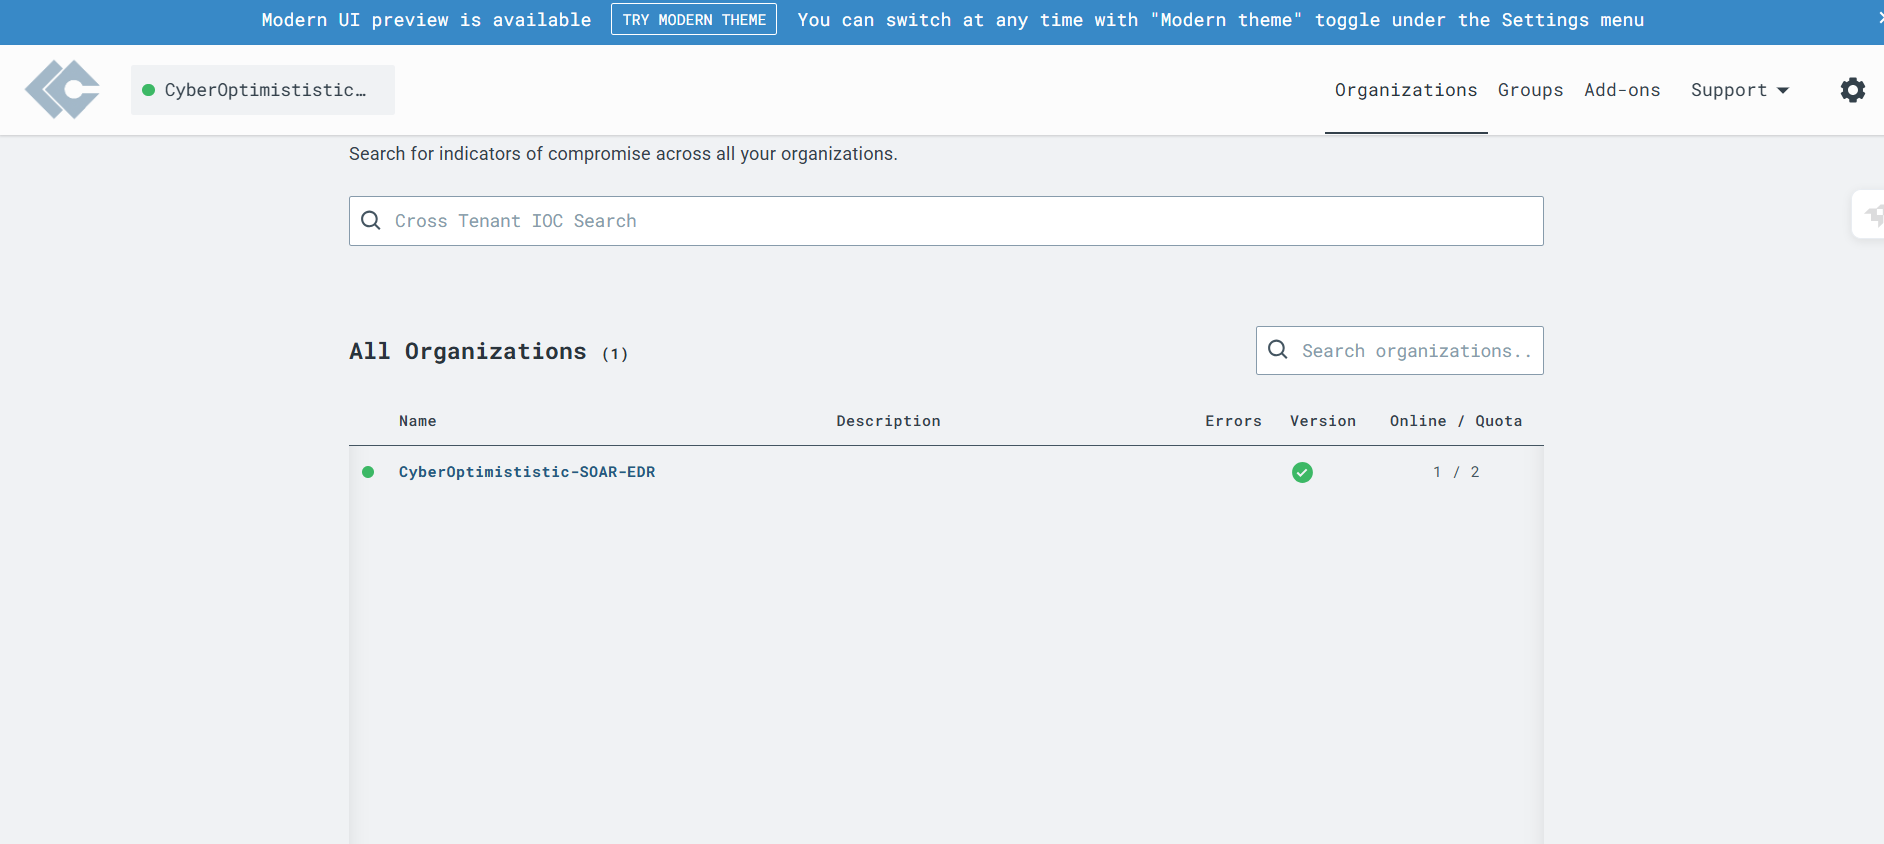 Modern UI preview is available TRY MODERN THEME You can switch at any time with "Modern theme" toggle under the Settings menu
CyberOptimististic… Organizations Groups Add-ons Support
Search for indicators of compromise across all your organizations.
Cross Tenant IOC Search
All Organizations (1) Search organizations..
Name Description Errors Version Online / Quota
CyberOptimististic-SOAR-EDR 1 / 2